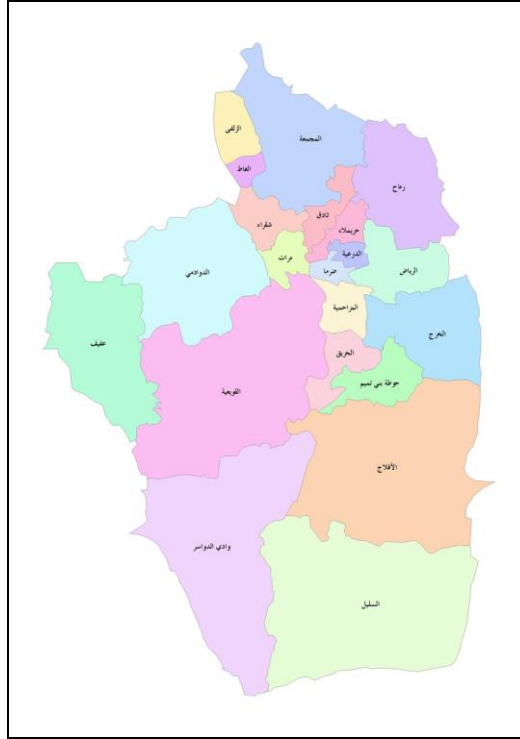 الزلفى
المجمعة
الغاط
رماح
ثادق
حريملاء
شقراء
الدرعية
مرات
ضرما
الرياض
الدوادمي
المزاحمية
الخرج
عفيف
الحريق
حوطة بني تميم
القويعية
الأفلاج
وادي الدواسر
السليل